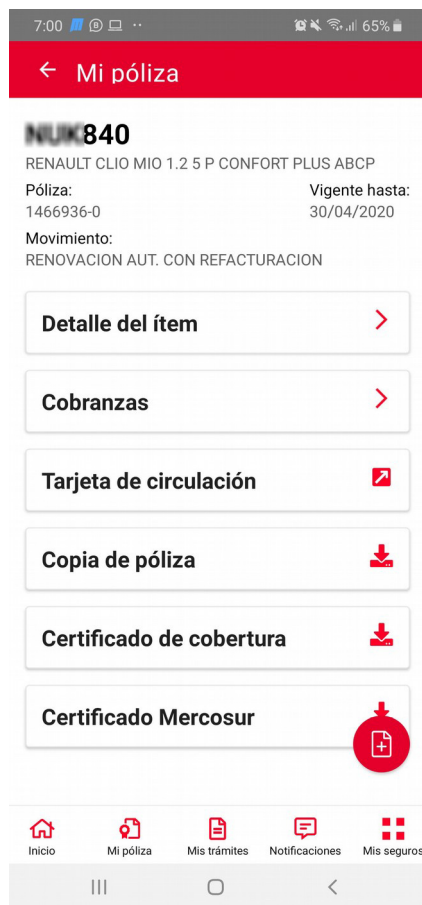 7:00
65%
Mi póliza
840
RENAULT CLIO MIO 1.2 5 P CONFORT PLUS ABCP
Póliza: Vigente hasta:
1466936-0 30/04/2020
Movimiento:
RENOVACION AUT. CON REFACTURACION
Detalle del ítem
Cobranzas
Tarjeta de circulación
Copia de póliza
Certificado de cobertura
Certificado Mercosur
Inicio Mi póliza Mis trámites Notificaciones Mis seguros